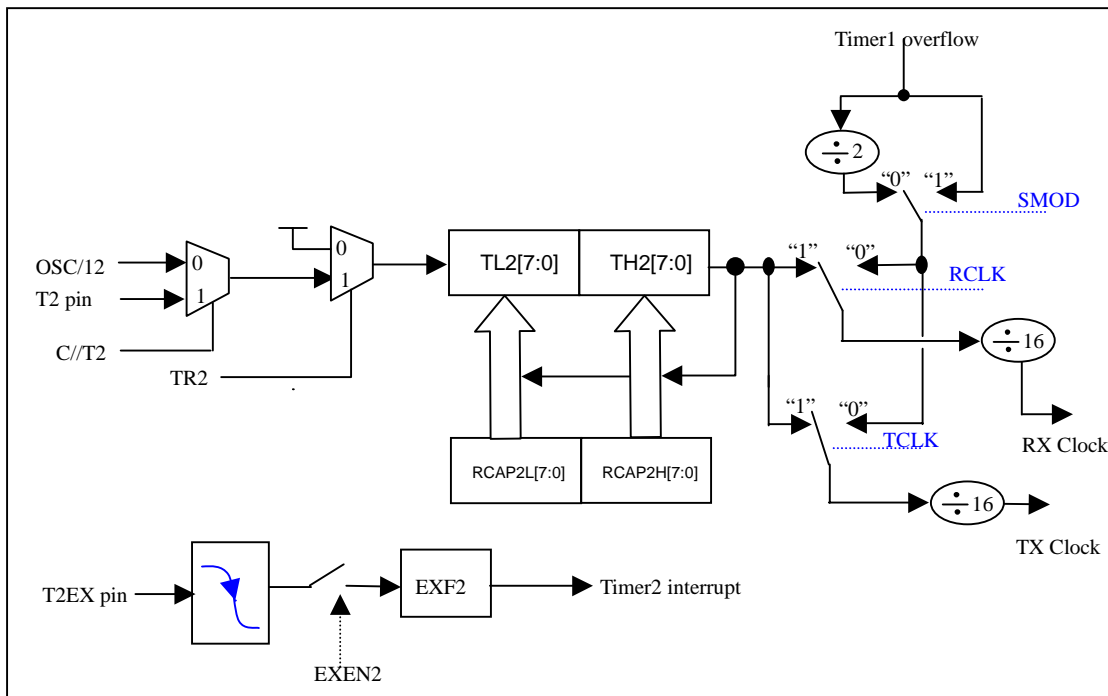 Timer1 overflow
÷ 2
“0” “1”
SMOD
OSC/12
T2 pin
C//T2
0
1
TR2
0
1
TL2[7:0]
TH2[7:0]
“1” “0”
RCLK
÷ 16
RX Clock
RCAP2L[7:0]
RCAP2H[7:0]
“1” “0”
TCLK
÷ 16
TX Clock
T2EX pin
EXF2
Timer2 interrupt
EXEN2